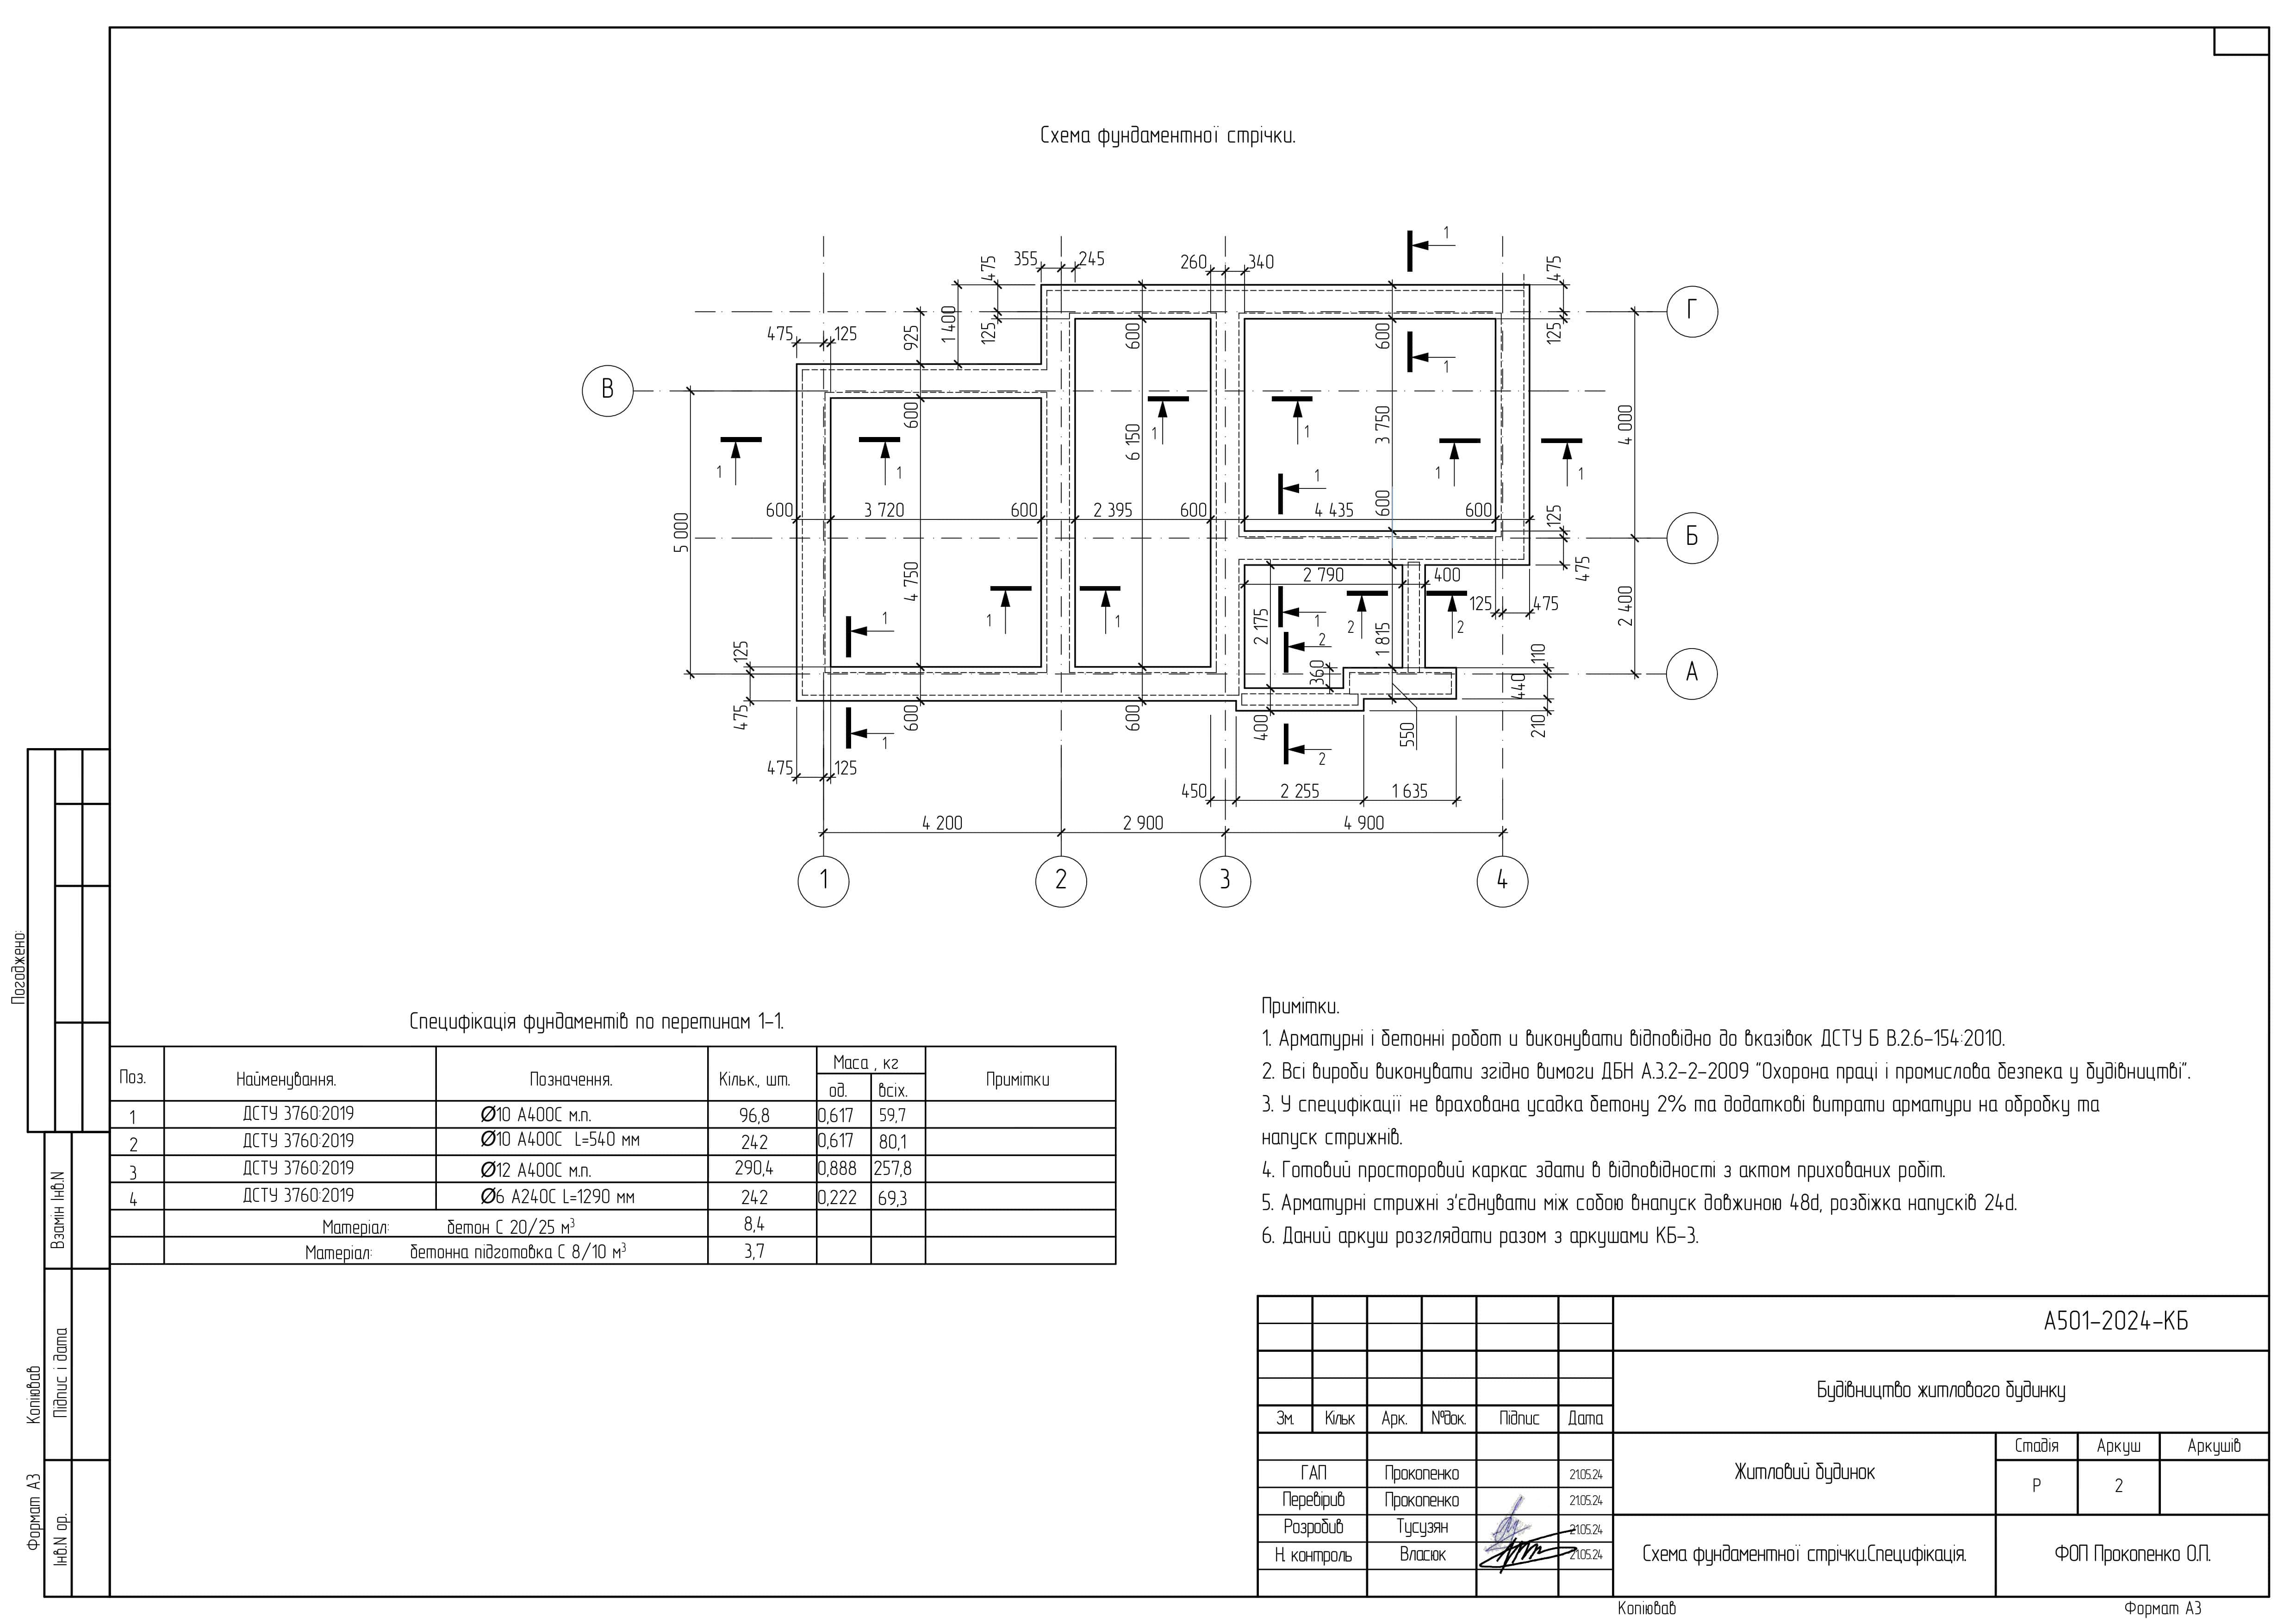 Схема фундаментної стрічки.
1
355 245 260 340
475 475
Г
475 125 925 1 400 125 600 600 1 125
В
600 6 150 3 750 4 000
1 1 1 1 1 1
1
600 3 720 600 2 395 600 4 435 600 600 125
5 000
Б
475
4 750 2 790 400
125 475 2 400
1 1 1 2 175 1 815 2 2
1 2
125 360 110
А
440
475 600 600 400 550 210
1 2
475 125
450 2 255 1 635
4 200 2 900 4 900
1 2 3 4
Специфікація фундаментів по перетинам 1-1.
Поз. Найменування. Позначення. Кільк., шт. Маса , кг Примітки
од. всіх.
1 ДСТУ 3760:2019 Ø10 А400С м.п. 96,8 0,617 59,7
2 ДСТУ 3760:2019 Ø10 А400С L=540 мм 242 0,617 80,1
3 ДСТУ 3760:2019 Ø12 А400С м.п. 290,4 0,888 257,8
4 ДСТУ 3760:2019 Ø6 А240С L=1290 мм 242 0,222 69,3
Матеріал: бетон С 20/25 м³ 8,4
Матеріал: бетонна підготовка С 8/10 м³ 3,7
Примітки.
1. Арматурні і бетонні робот и виконувати відповідно до вказівок ДСТУ Б В.2.6-154:2010.
2. Всі вироби виконувати згідно вимоги ДБН А.3.2-2-2009 "Охорона праці і промислова безпека у будівництві".
3. У специфікації не врахована усадка бетону 2% та додаткові витрати арматури на обробку та
напуск стрижнів.
4. Готовий просторовий каркас здати в відповідності з актом прихованих робіт.
5. Арматурні стрижні з'єднувати між собою внапуск довжиною 48d, розбіжка напусків 24d.
6. Даний аркуш розглядати разом з аркушами КБ-3.
А501-2024-КБ
Будівництво житлового будинку
Зм. Кільк Арк. №док. Підпис Дата
Житловий будинок
Стадія Аркуш Аркушів
Р 2
ГАП Прокопенко 21.05.24
Перевірив Прокопенко 21.05.24
Розробив Тусузян 21.05.24
Н. контроль Власюк 21.05.24
Схема фундаментної стрічки.Специфікація.
ФОП Прокопенко О.П.
Копіював Формат А3
Погоджено:
Взамін Інв.N
Підпис і дата
Інв.N ор.
Копіював
Формат А3